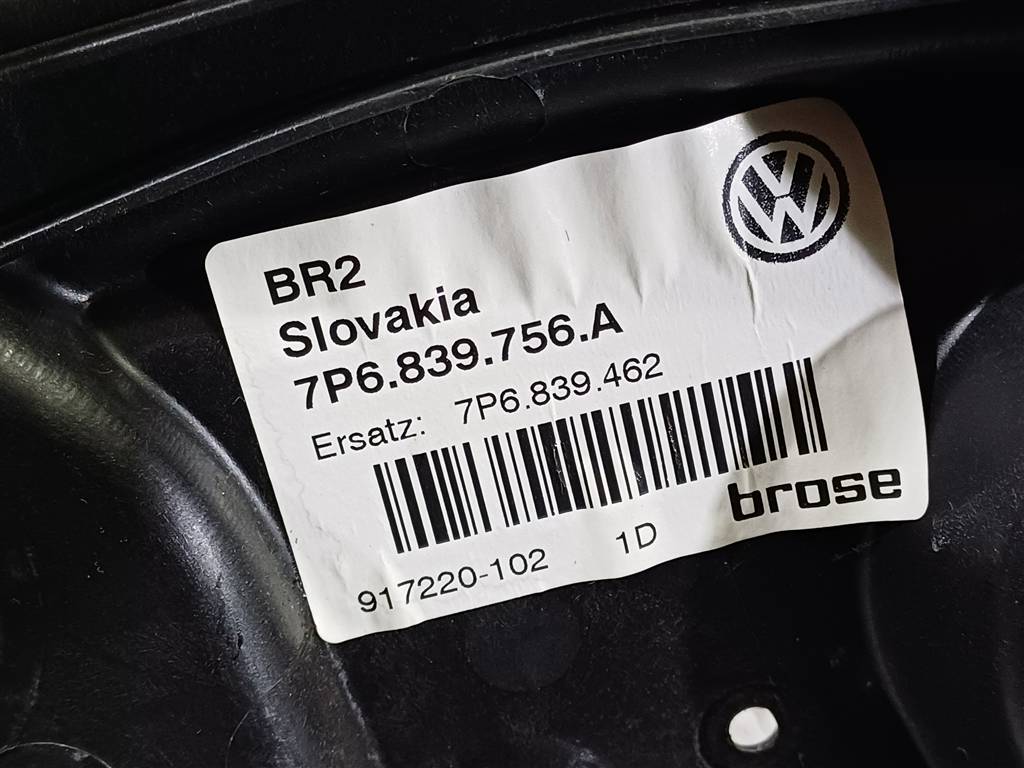 BR2
Slovakia
7P6.839.756.A
Ersatz: 7P6.839.462
brose
917220-102 1D